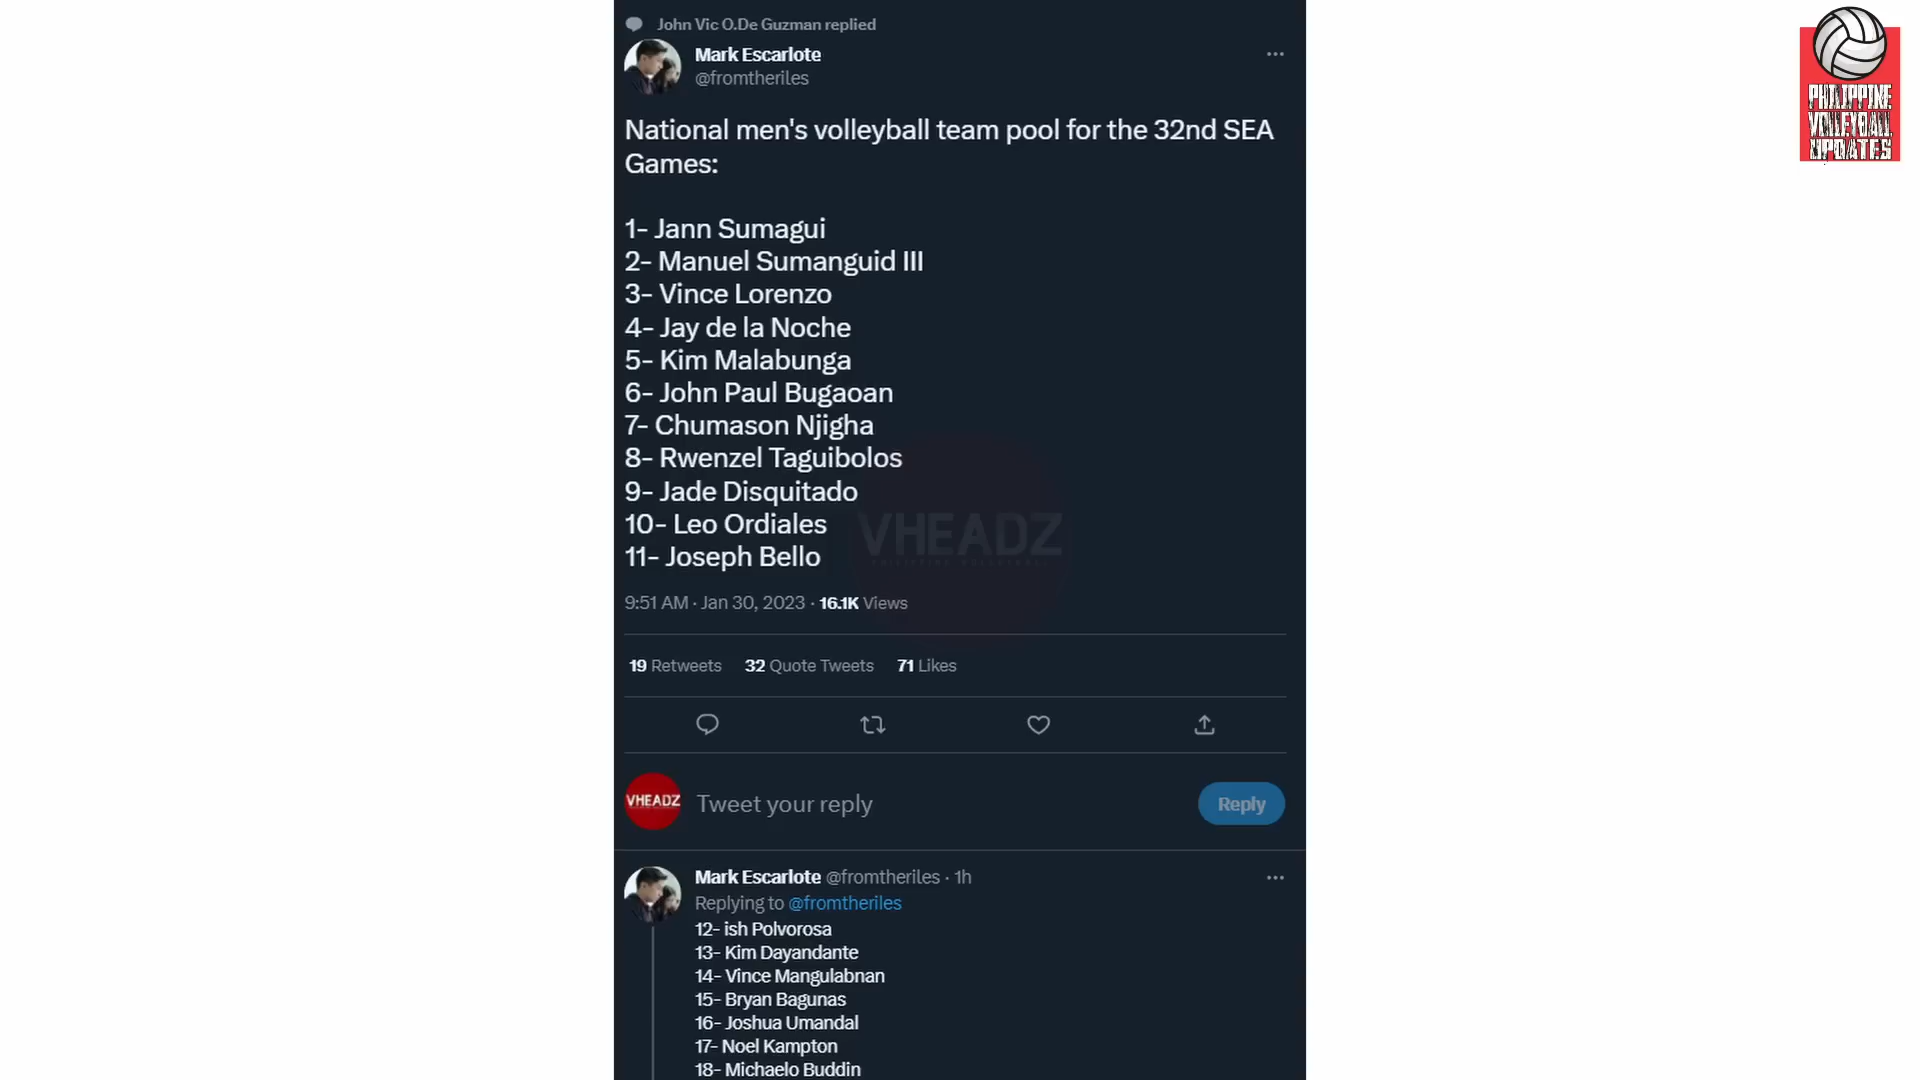 John Vic O.De Guzman replied
Mark Escarlote
@fromtheriles
National men's volleyball team pool for the 32nd SEA
Games:
1- Jann Sumagui
2- Manuel Sumanguid III
3- Vince Lorenzo
4- Jay de la Noche
5- Kim Malabunga
6- John Paul Bugaoan
7- Chumason Njigha
8- Rwenzel Taguibolos
9- Jade Disquitado
10- Leo Ordiales
11- Joseph Bello
VHEADZ
9:51 AM · Jan 30, 2023 · 16.1K Views
19 Retweets 32 Quote Tweets 71 Likes
VHEADZ
Tweet your reply
Reply
Mark Escarlote @fromtheriles · 1h
Replying to @fromtheriles
12- ish Polvorosa
13- Kim Dayandante
14- Vince Mangulabnan
15- Bryan Bagunas
16- Joshua Umandal
17- Noel Kampton
18- Michaelo Buddin
PHILIPPINE
VOLLEYBALL
UPDATES